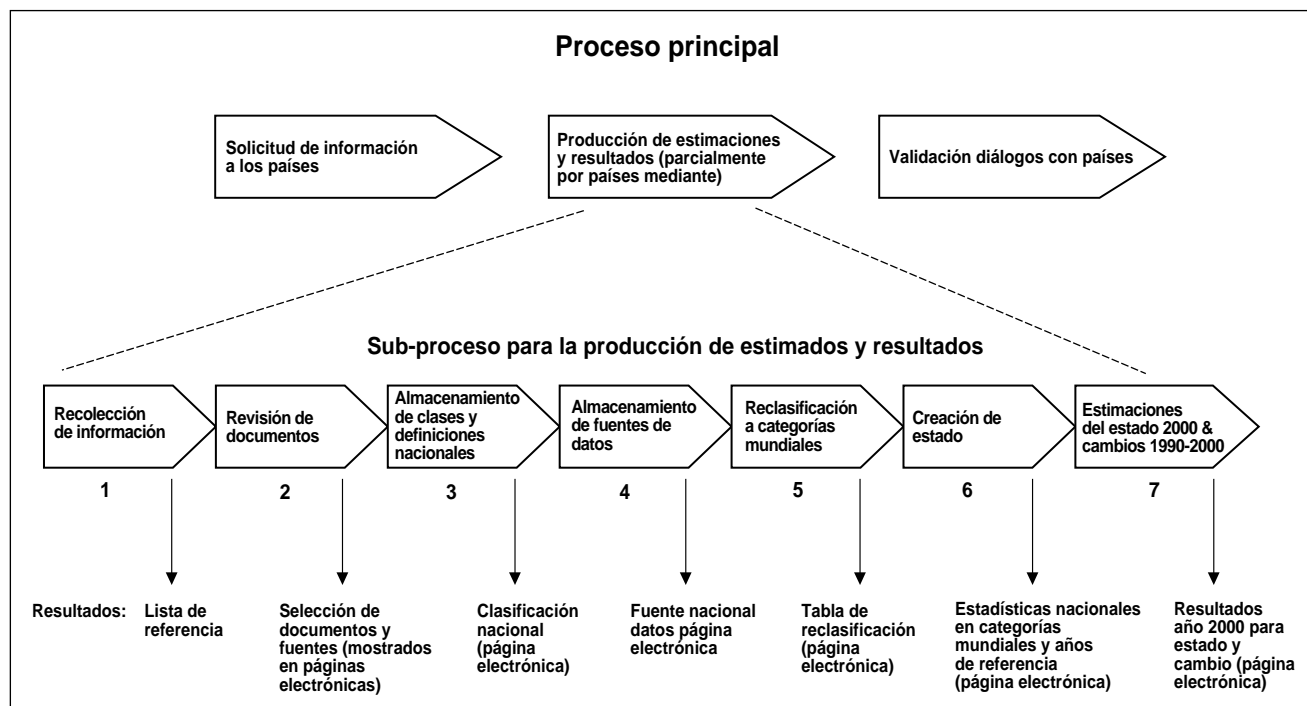 Proceso principal
Solicitud de información
a los países
Producción de estimaciones
y resultados (parcialmente
por países mediante)
Validación diálogos con países
Sub-proceso para la producción de estimados y resultados
Recolección
de información
Revisión de
documentos
Almacenamiento
de clases y
definiciones
nacionales
Almacenamiento
de fuentes de
datos
Reclasificación
a categorías
mundiales
Creación de
estado
Estimaciones
del estado 2000 &
cambios 1990-2000
1
2
3
4
5
6
7
Resultados:
Lista de
referencia
Selección de
documentos y
fuentes (mostrados
en páginas
electrónicas)
Clasificación
nacional
(página
electrónica)
Fuente nacional
datos página
electrónica
Tabla de
reclasificación
(página
electrónica)
Estadísticas nacionales
en categorías
mundiales y años
de referencia
(página electrónica)
Resultados
año 2000 para
estado y
cambio (página
electrónica)